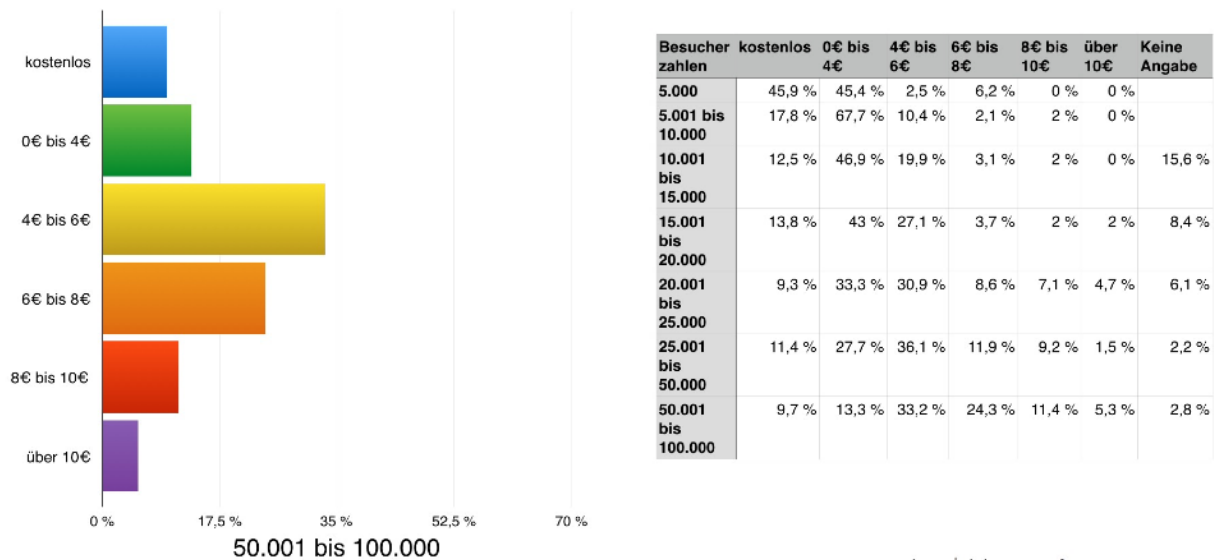 kostenlos
0€ bis 4€
4€ bis 6€
6€ bis 8€
8€ bis 10€
über 10€
0 % 17,5 % 35 % 52,5 % 70 %
50.001 bis 100.000
Besucher kostenlos 0€ bis 4€ bis 6€ bis 8€ bis über Keine
zahlen 4€ 6€ 8€ 10€ 10€ Angabe
5.000 45,9 % 45,4 % 2,5 % 6,2 % 0 % 0 %
5.001 bis 17,8 % 67,7 % 10,4 % 2,1 % 2 % 0 %
10.000
10.001 12,5 % 46,9 % 19,9 % 3,1 % 2 % 0 % 15,6 %
bis
15.000
15.001 13,8 % 43 % 27,1 % 3,7 % 2 % 2 % 8,4 %
bis
20.000
20.001 9,3 % 33,3 % 30,9 % 8,6 % 7,1 % 4,7 % 6,1 %
bis
25.000
25.001 11,4 % 27,7 % 36,1 % 11,9 % 9,2 % 1,5 % 2,2 %
bis
50.000
50.001 9,7 % 13,3 % 33,2 % 24,3 % 11,4 % 5,3 % 2,8 %
bis
100.000